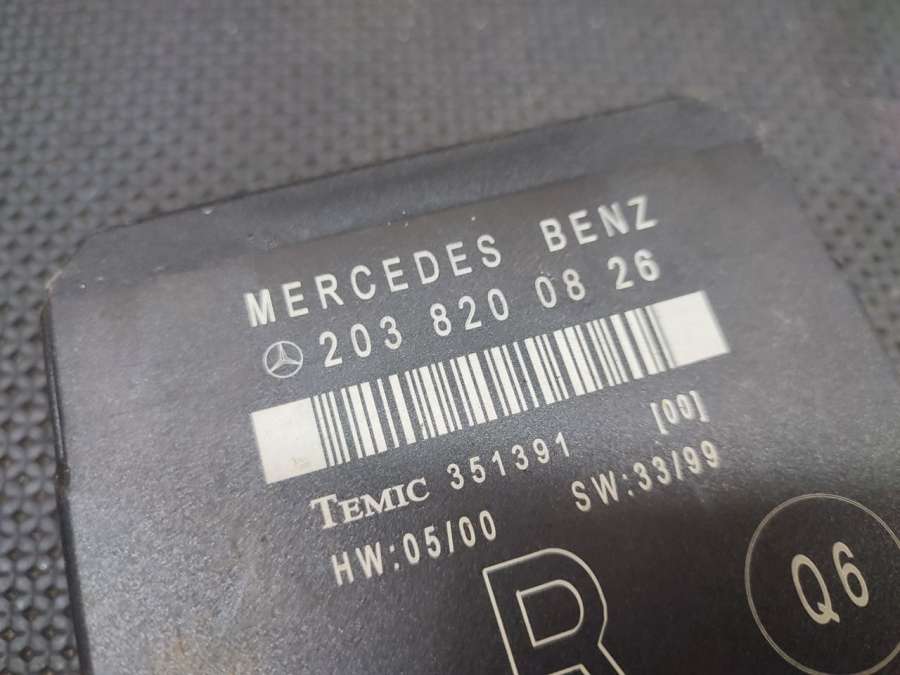 MERCEDES BENZ
203 820 08 26
[00]
TEMIC 351391
HW:05/00 SW:33/99
R
Q6